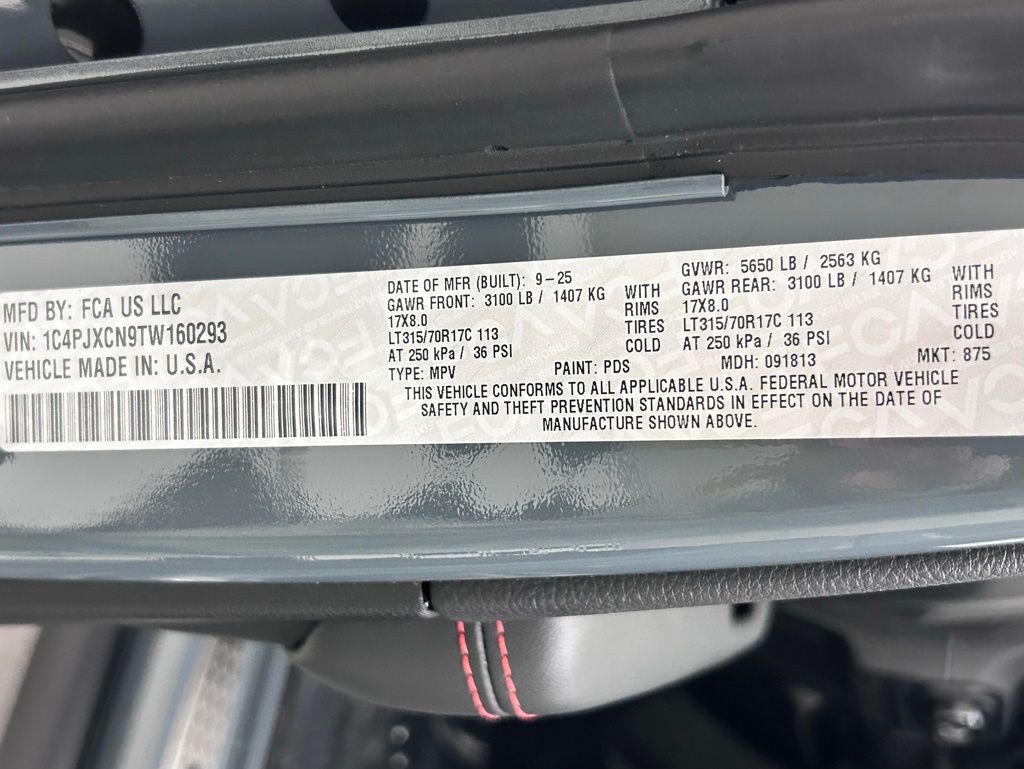 MFD BY: FCA US LLC
VIN: 1C4PJXCN9TW160293
VEHICLE MADE IN: U.S.A.
DATE OF MFR (BUILT): 9-25
GAWR FRONT: 3100 LB / 1407 KG
17X8.0
LT315/70R17C 113
AT 250 kPa / 36 PSI
WITH
RIMS
TIRES
COLD
GVWR: 5650 LB / 2563 KG
GAWR REAR: 3100 LB / 1407 KG
17X8.0
LT315/70R17C 113
AT 250 kPa / 36 PSI
WITH
RIMS
TIRES
COLD
TYPE: MPV PAINT: PDS MDH: 091813 MKT: 875
THIS VEHICLE CONFORMS TO ALL APPLICABLE U.S.A. FEDERAL MOTOR VEHICLE
SAFETY AND THEFT PREVENTION STANDARDS IN EFFECT ON THE DATE OF
MANUFACTURE SHOWN ABOVE.